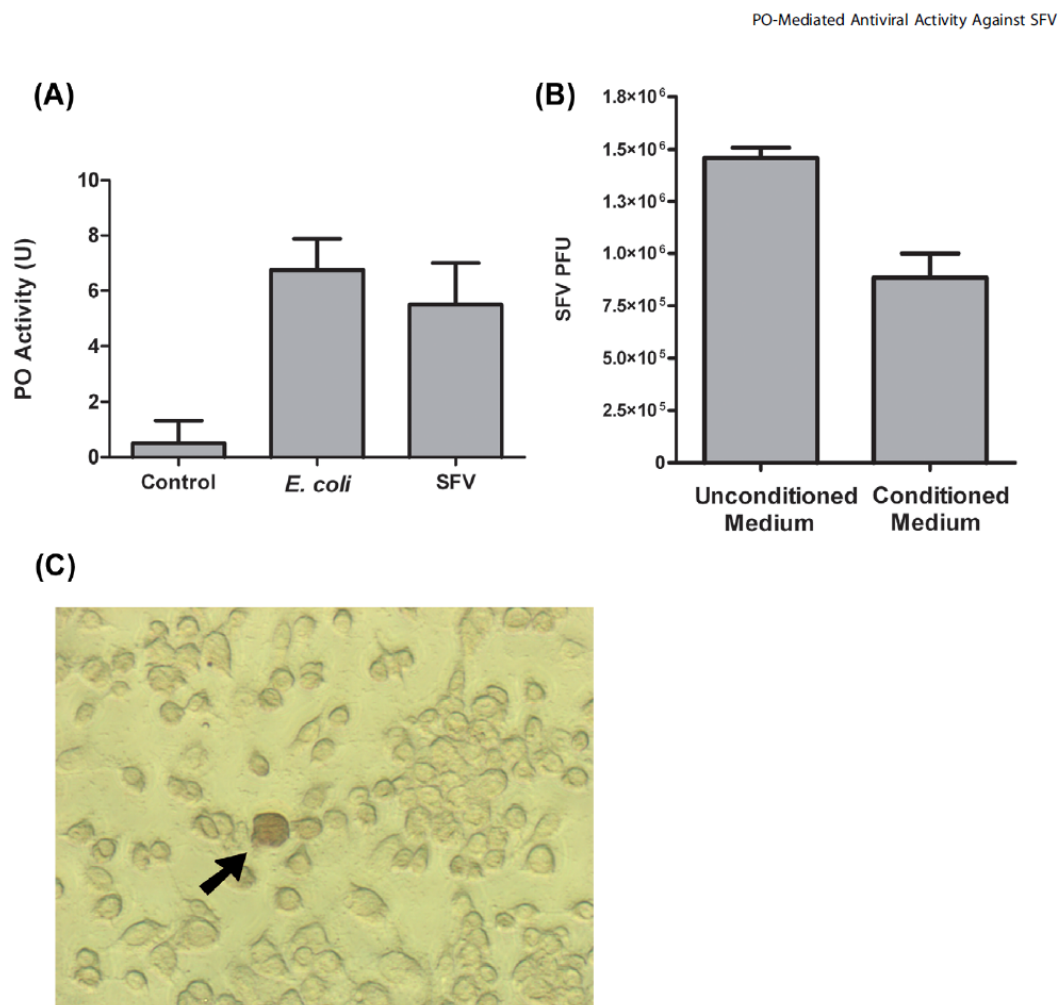 PO-Mediated Antiviral Activity Against SFV
(A)
PO Activity (U)
10
8
6
4
2
0
Control E. coli SFV
(B)
SFV PFU
1.8×10⁶
1.5×10⁶
1.3×10⁶
1.0×10⁶
7.5×10⁵
5.0×10⁵
2.5×10⁵
0
Unconditioned Conditioned
Medium Medium
(C)